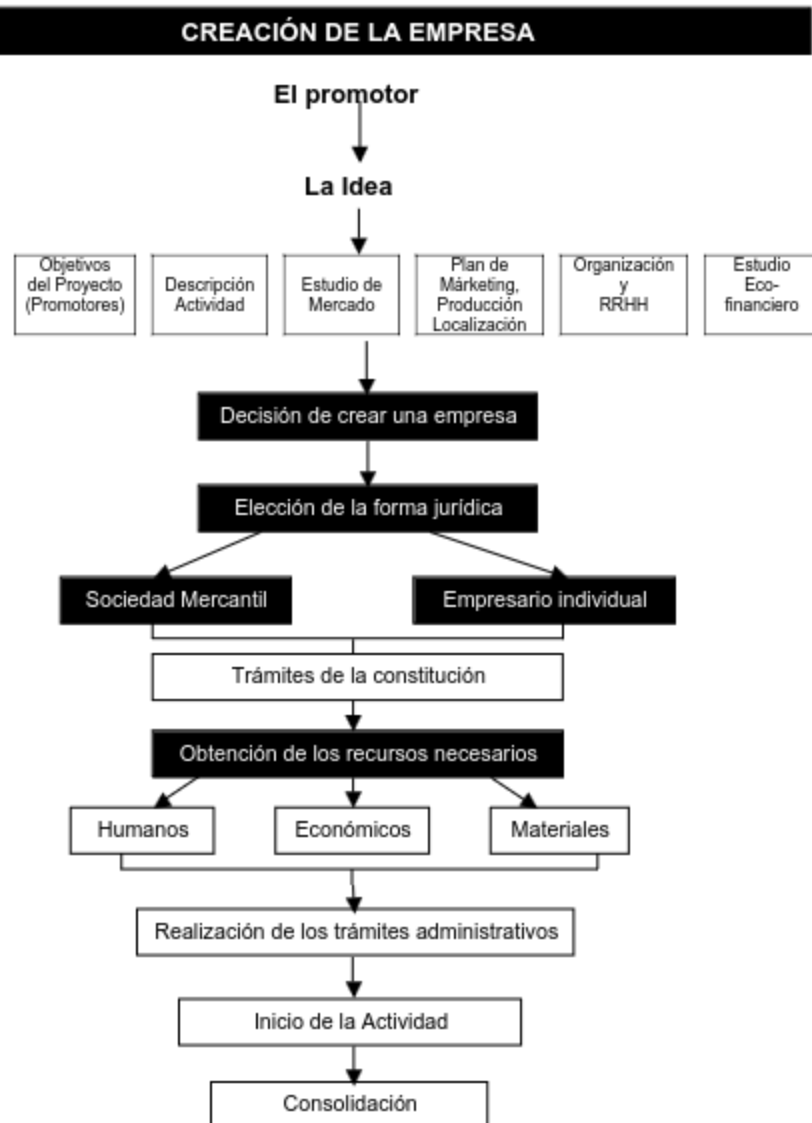 CREACIÓN DE LA EMPRESA
El promotor
La Idea
Objetivos
del Proyecto
(Promotores)
Descripción
Actividad
Estudio de
Mercado
Plan de
Márketing,
Producción
Localización
Organización
y
RRHH
Estudio
Eco-
financiero
Decisión de crear una empresa
Elección de la forma jurídica
Sociedad Mercantil
Empresario individual
Trámites de la constitución
Obtención de los recursos necesarios
Humanos
Económicos
Materiales
Realización de los trámites administrativos
Inicio de la Actividad
Consolidación